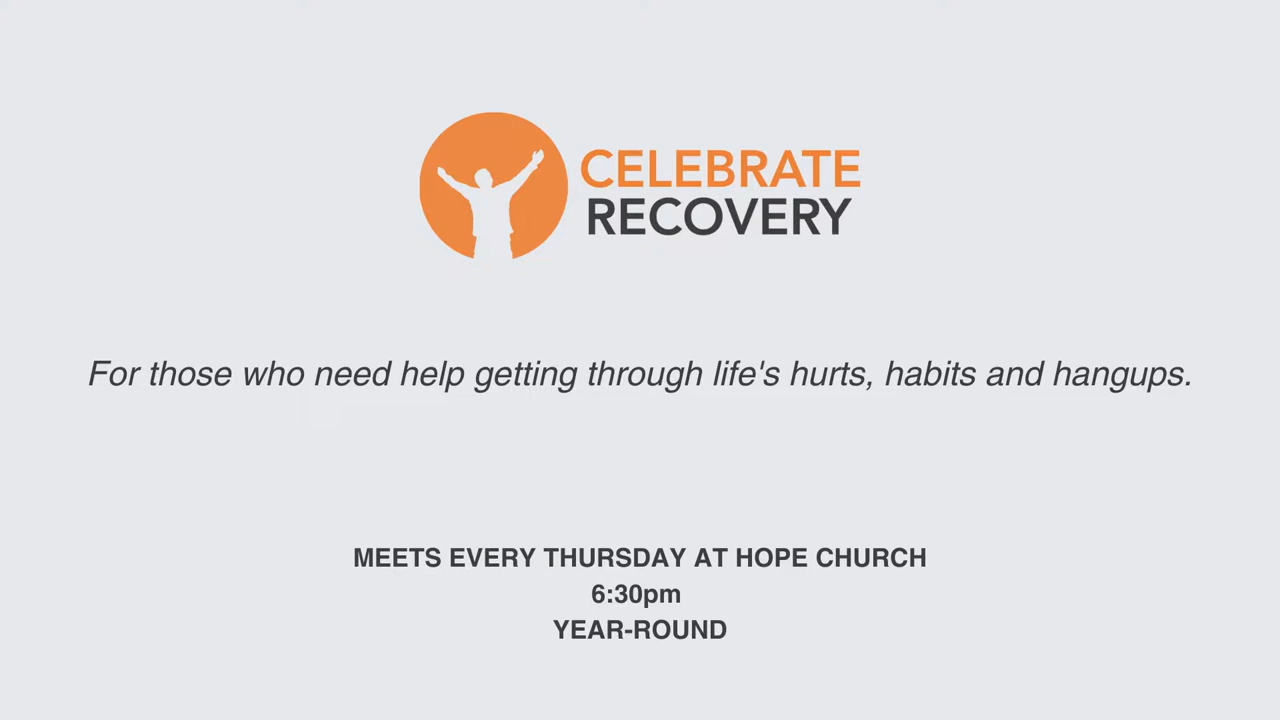 CELEBRATE
RECOVERY
For those who need help getting through life's hurts, habits and hangups.
MEETS EVERY THURSDAY AT HOPE CHURCH
6:30pm
YEAR-ROUND